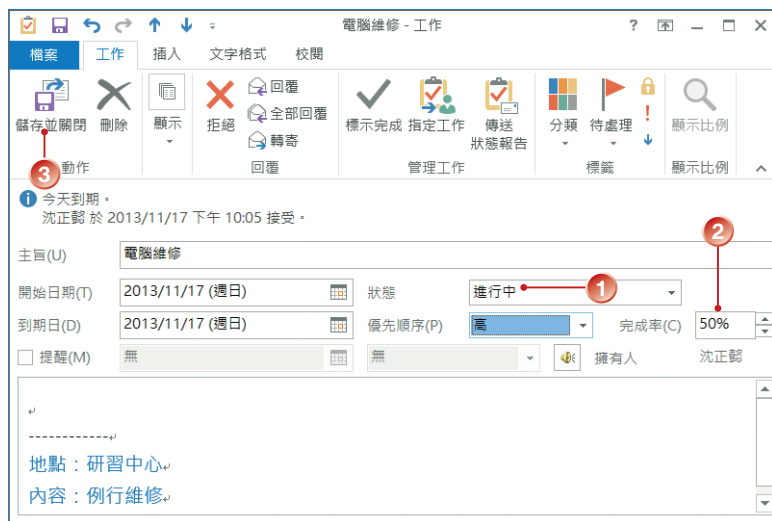 電腦維修 - 工作
?
檔案 工作 插入 文字格式 校閱
儲存並關閉 刪除 顯示 拒絕 回覆 全部回覆 轉寄 標示完成 指定工作 傳送狀態報告 分類 待處理 顯示比例
3 動作 回覆 管理工作 標籤 顯示比例
今天到期。
沈正懿 於 2013/11/17 下午 10:05 接受。
2
主旨(U) 電腦維修
開始日期(T) 2013/11/17 (週日) 狀態 進行中 1
到期日(D) 2013/11/17 (週日) 優先順序(P) 高 完成率(C) 50%
提醒(M) 無 無 擁有人 沈正懿
------------
地點：研習中心
內容：例行維修